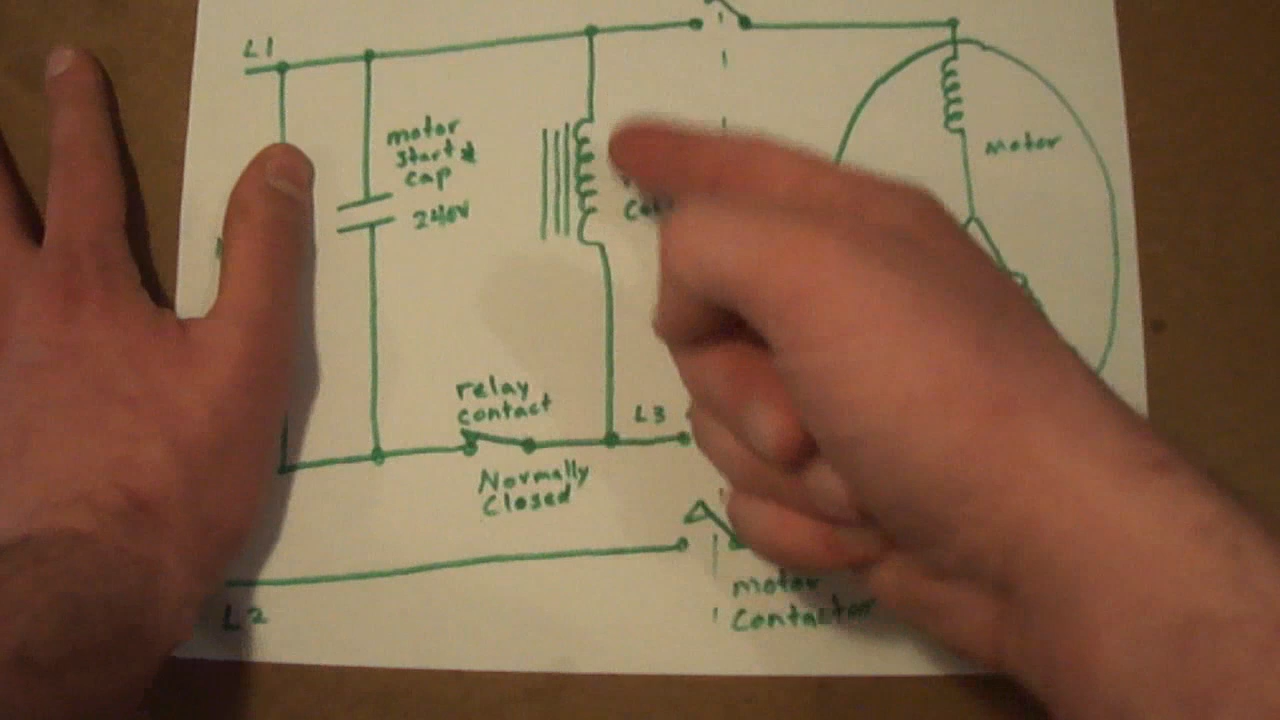 L1
motor
start
cap
240V
motor
relay
contact
L3
Normally
Closed
L2
motor
Contactor